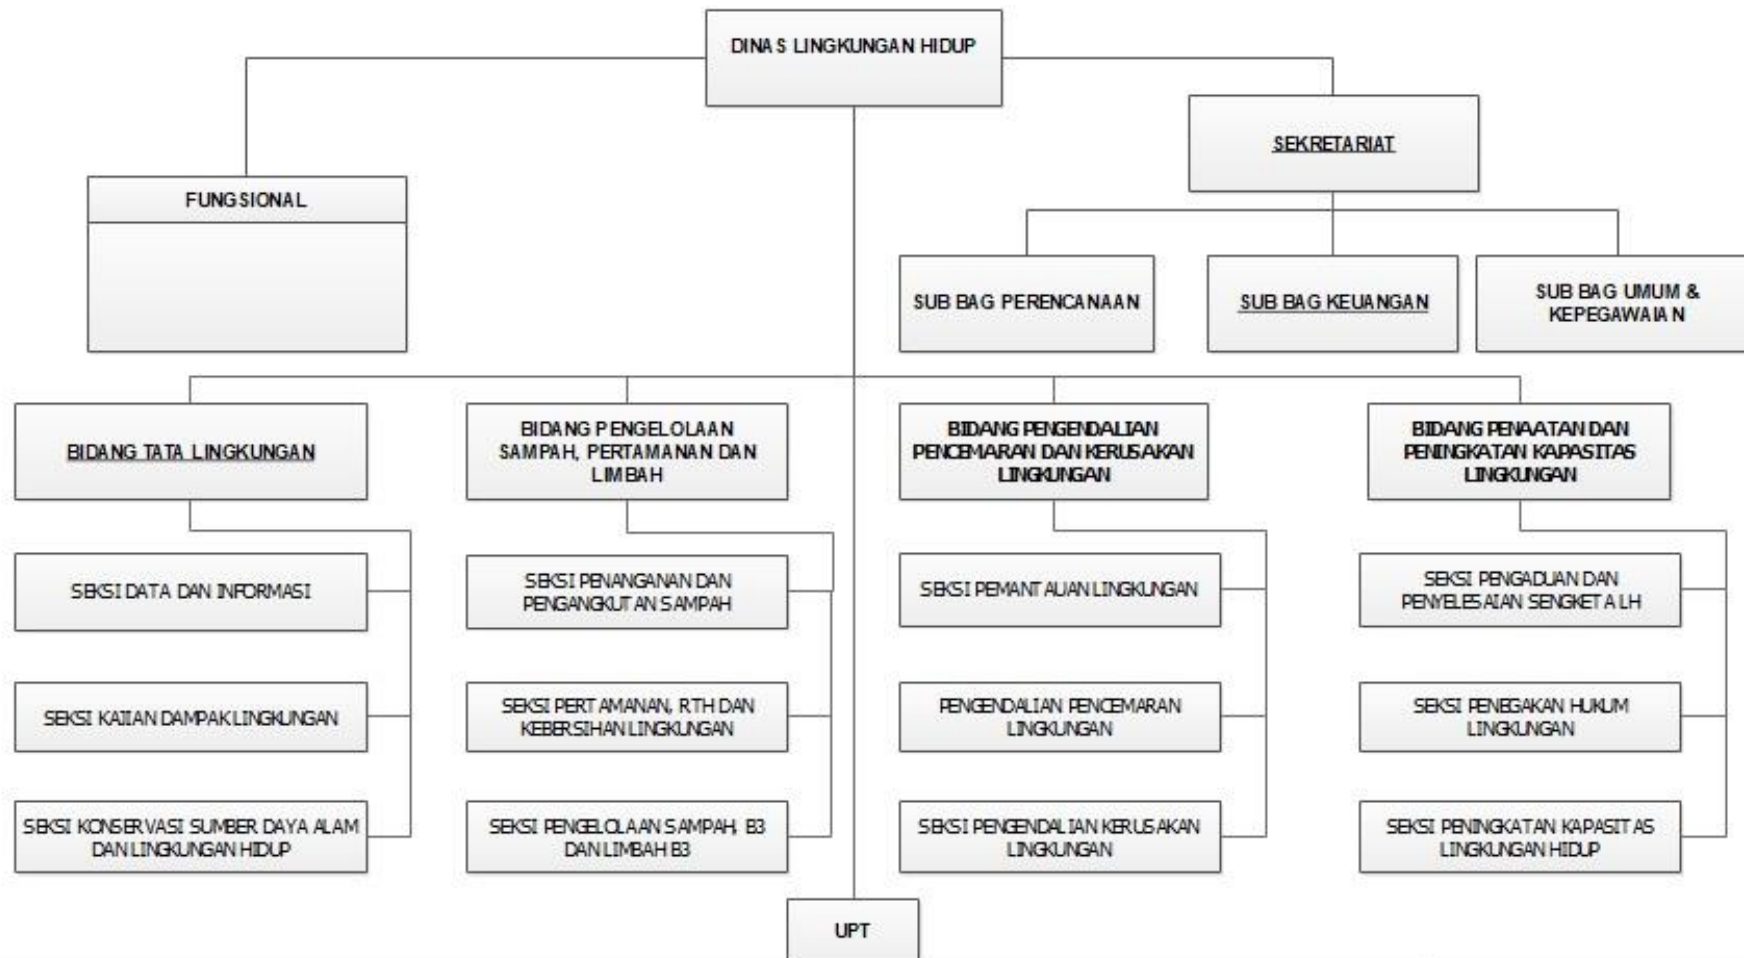 DINAS LINGKUNGAN HIDUP
SEKRETARIAT
FUNGSIONAL
SUB BAG PERENCANAAN
SUB BAG KEUANGAN
SUB BAG UMUM &
KEPEGAWAIAN
BIDANG TATA LINGKUNGAN
BIDANG PENGELOLAAN
SAMPAH, PERTAMANAN DAN
LIMBAH
BIDANG PENGENDALIAN
PENCEMARAN DAN KERUSAKAN
LINGKUNGAN
BIDANG PENAATAN DAN
PENINGKATAN KAPASITAS
LINGKUNGAN
SEKSI DATA DAN INFORMASI
SEKSI PENANGANAN DAN
PENGANGKUTAN SAMPAH
SEKSI PEMANTAUAN LINGKUNGAN
SEKSI PENGADUAN DAN
PENYELESAIAN SENGKETA LH
SEKSI KAJIAN DAMPAK LINGKUNGAN
SEKSI PERTAMANAN, RTH DAN
KEBERSIHAN LINGKUNGAN
PENGENDALIAN PENCEMARAN
LINGKUNGAN
SEKSI PENEGAKAN HUKUM
LINGKUNGAN
SEKSI KONSERVASI SUMBER DAYA ALAM
DAN LINGKUNGAN HIDUP
SEKSI PENGELOLAAN SAMPAH, B3
DAN LIMBAH B3
SEKSI PENGENDALIAN KERUSAKAN
LINGKUNGAN
SEKSI PENINGKATAN KAPASITAS
LINGKUNGAN HIDUP
UPT